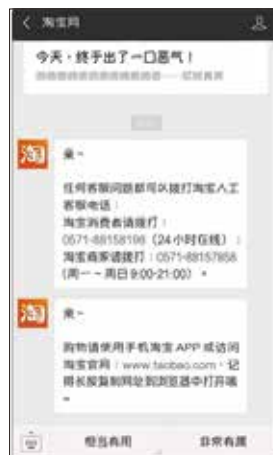 淘宝网
今天,终于出了一口恶气!
淘
亲~
任何客服问题都可以拨打淘宝人工
客服电话:
淘宝消费者请拨打:
0571-88158198(24小时在线);
淘宝商家请拨打:0571-88157858
(周一~周日9:00-21:00)。
淘
亲~
购物请使用手机淘宝APP或访问
淘宝官网:www.taobao.com,记
得长按复制网址到浏览器中打开哦
~
相当有用
非常有属